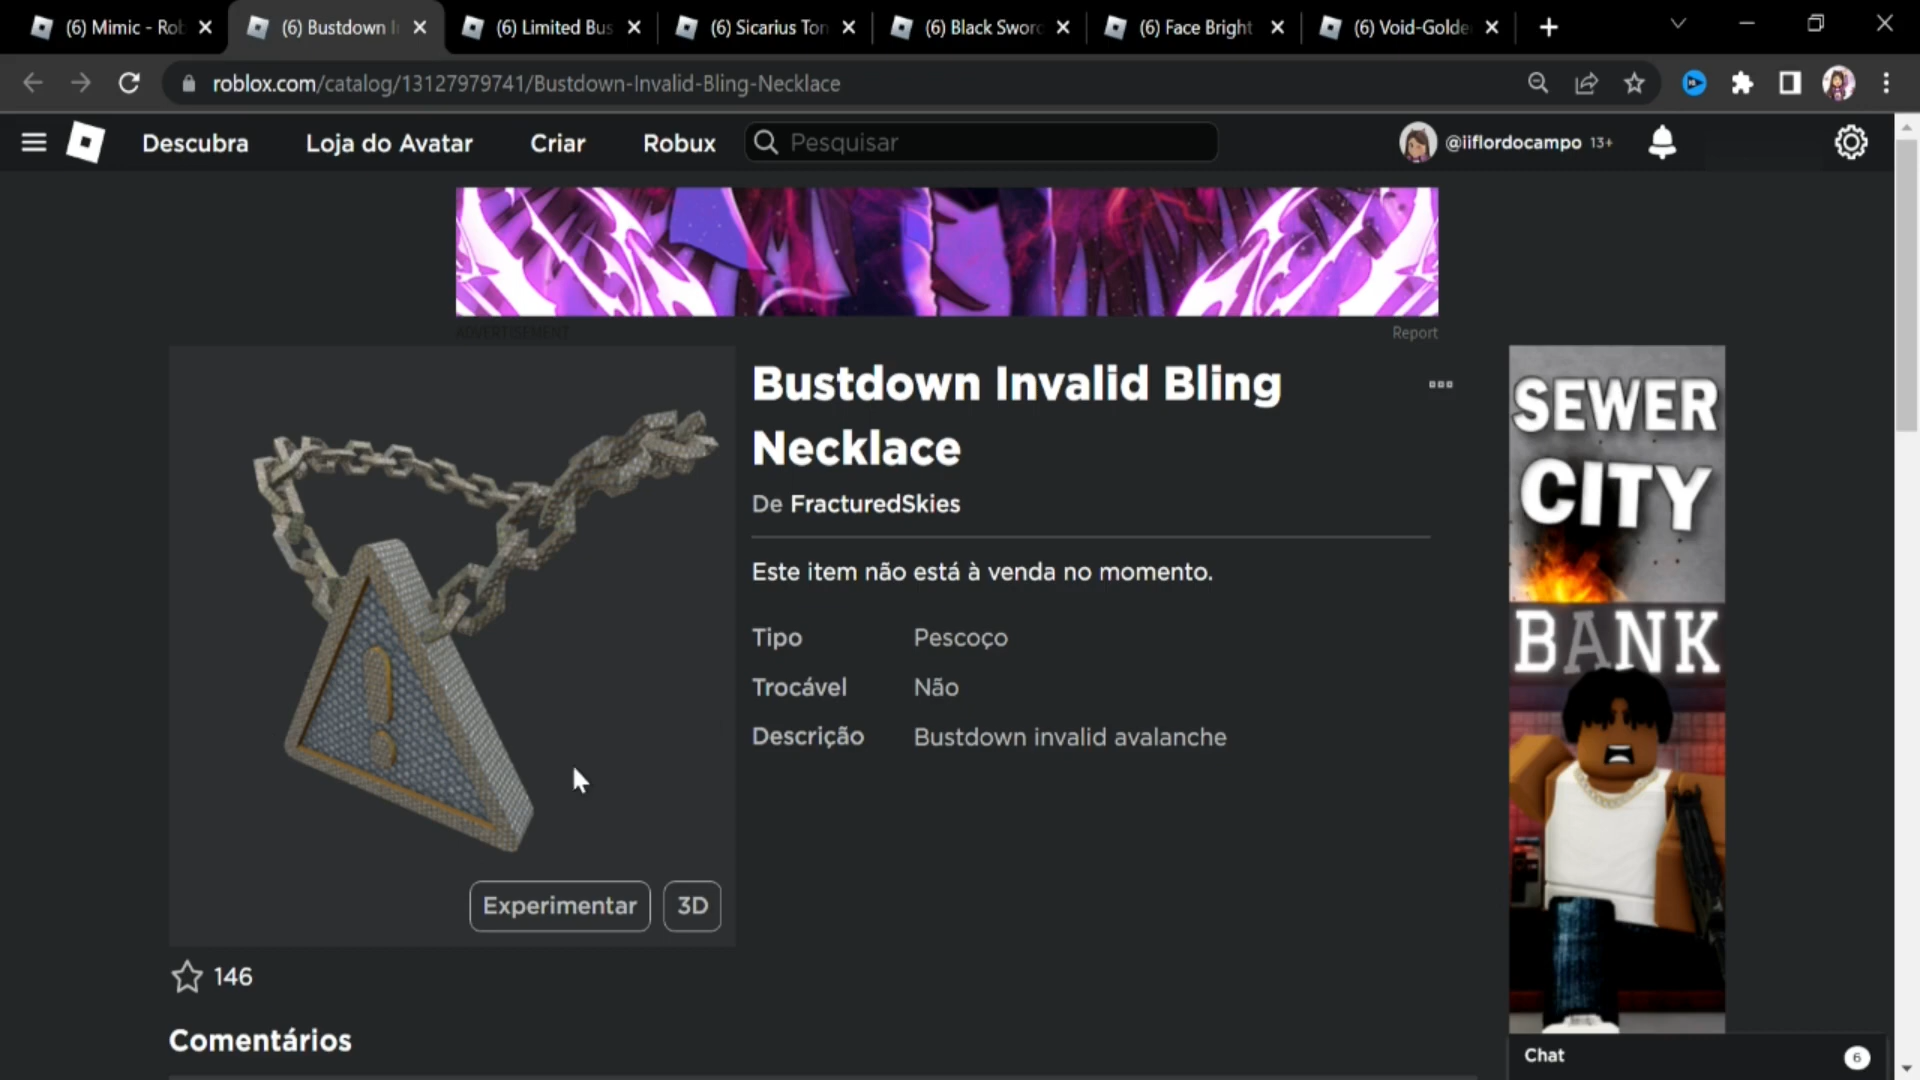 (6) Mimic - Rob
(6) Bustdown I
(6) Limited Bus
(6) Sicarius Ton
(6) Black Sword
(6) Face Bright
(6) Void-Golde
roblox.com/catalog/13127979741/Bustdown-Invalid-Bling-Necklace
Descubra
Loja do Avatar
Criar
Robux
Pesquisar
@iiflordocampo 13+
ADVERTISEMENT
Report
Bustdown Invalid Bling
Necklace
De FracturedSkies
Este item não está à venda no momento.
Tipo Pescoço
Trocável Não
Descrição Bustdown invalid avalanche
!
Experimentar
3D
146
Comentários
SEWER
CITY
BANK
Chat
6